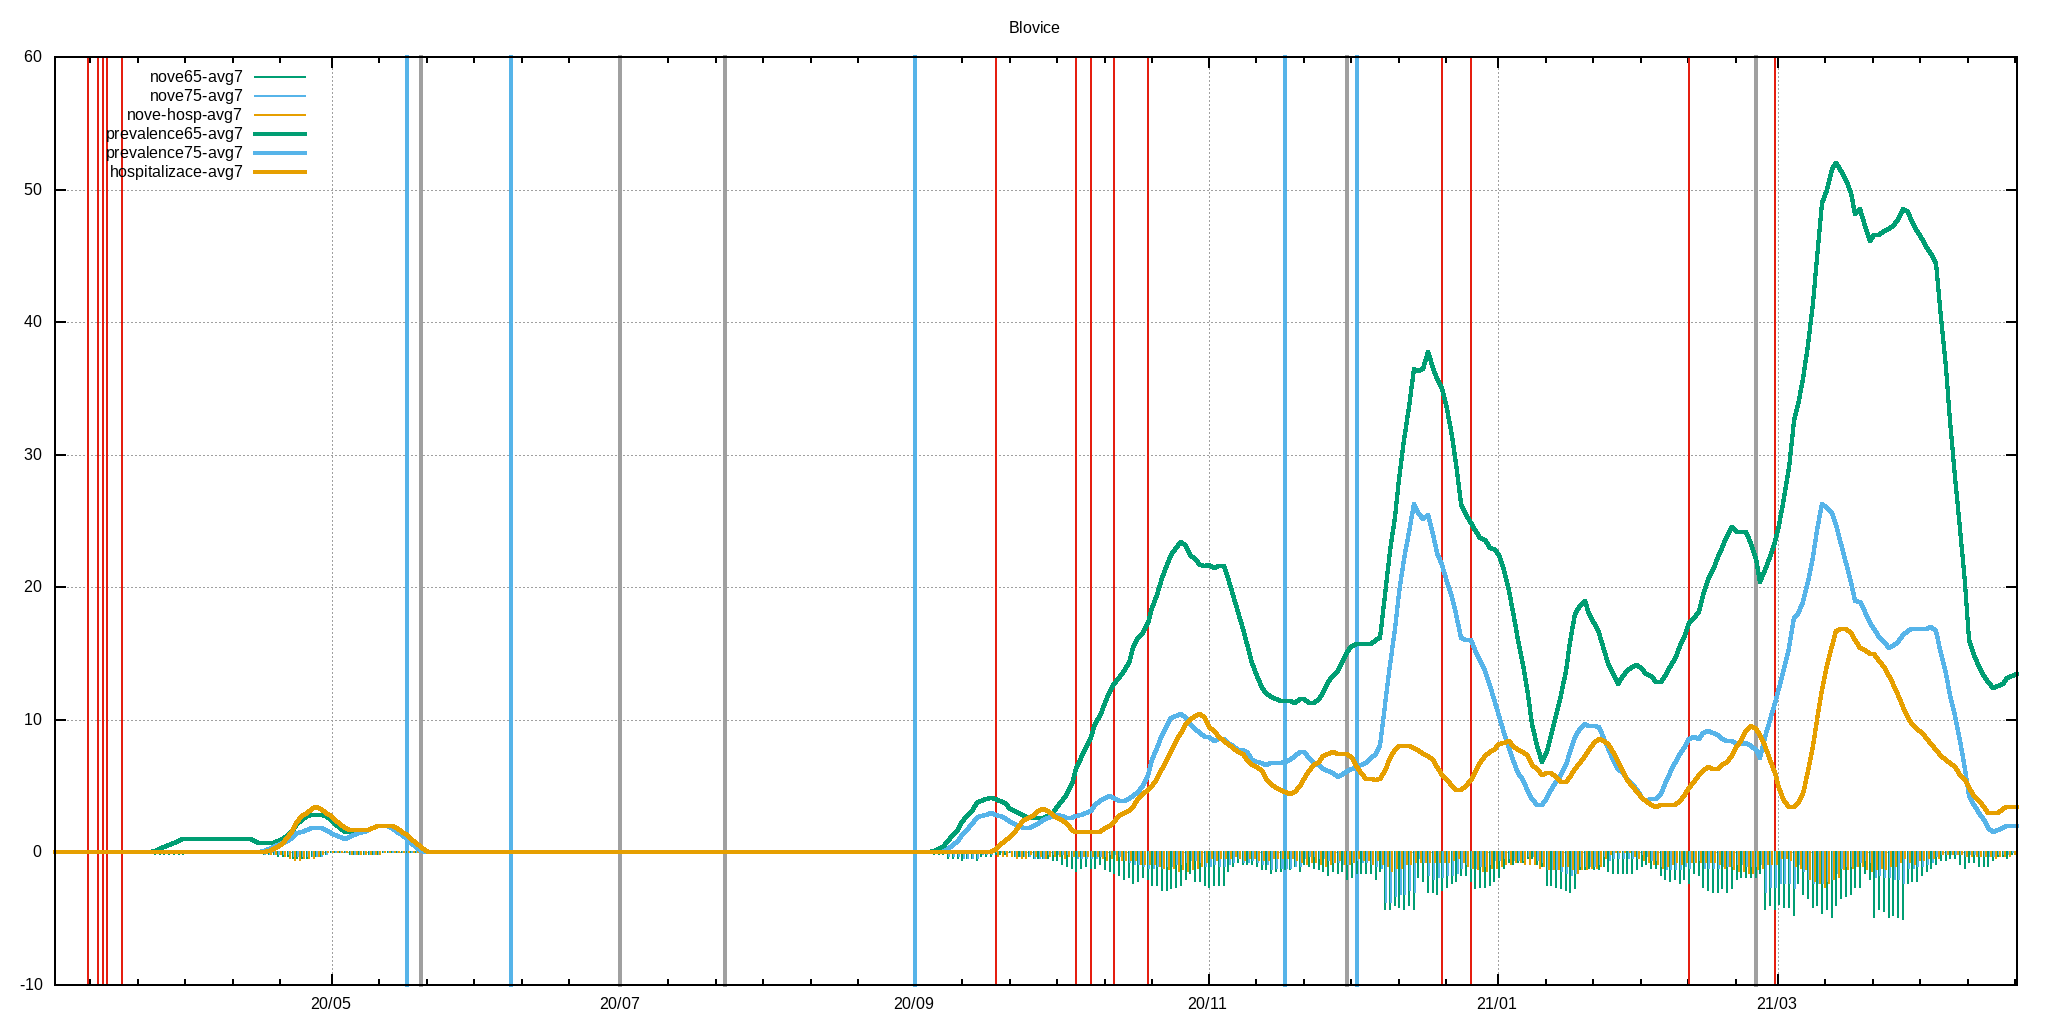 Blovice
60
50
40
30
20
10
0
-10
nove65-avg7
nove75-avg7
nove-hosp-avg7
prevalence65-avg7
prevalence75-avg7
hospitalizace-avg7
20/05 20/07 20/09 20/11 21/01 21/03